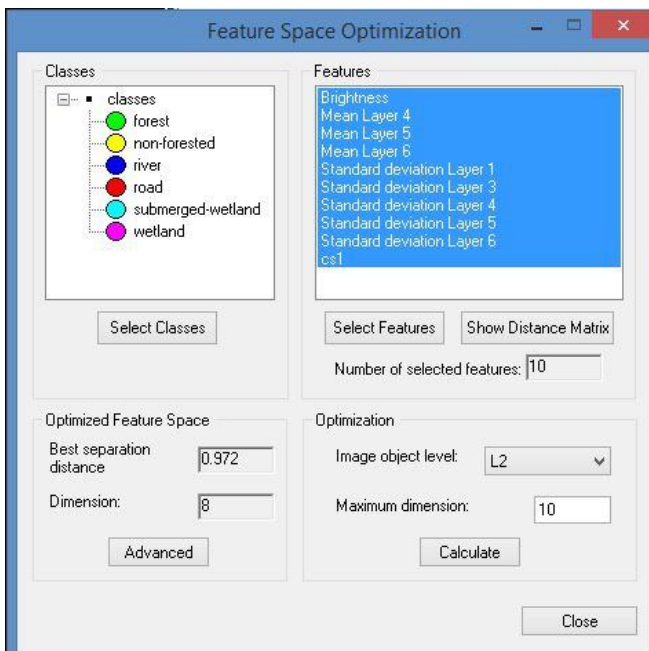 Feature Space Optimization
Classes
classes
forest
non-forested
river
road
submerged-wetland
wetland
Select Classes
Features
Brightness
Mean Layer 4
Mean Layer 5
Mean Layer 6
Standard deviation Layer 1
Standard deviation Layer 3
Standard deviation Layer 4
Standard deviation Layer 5
Standard deviation Layer 6
cs1
Select Features Show Distance Matrix
Number of selected features: 10
Optimized Feature Space
Best separation
distance 0.972
Dimension: 8
Advanced
Optimization
Image object level: L2
Maximum dimension: 10
Calculate
Close